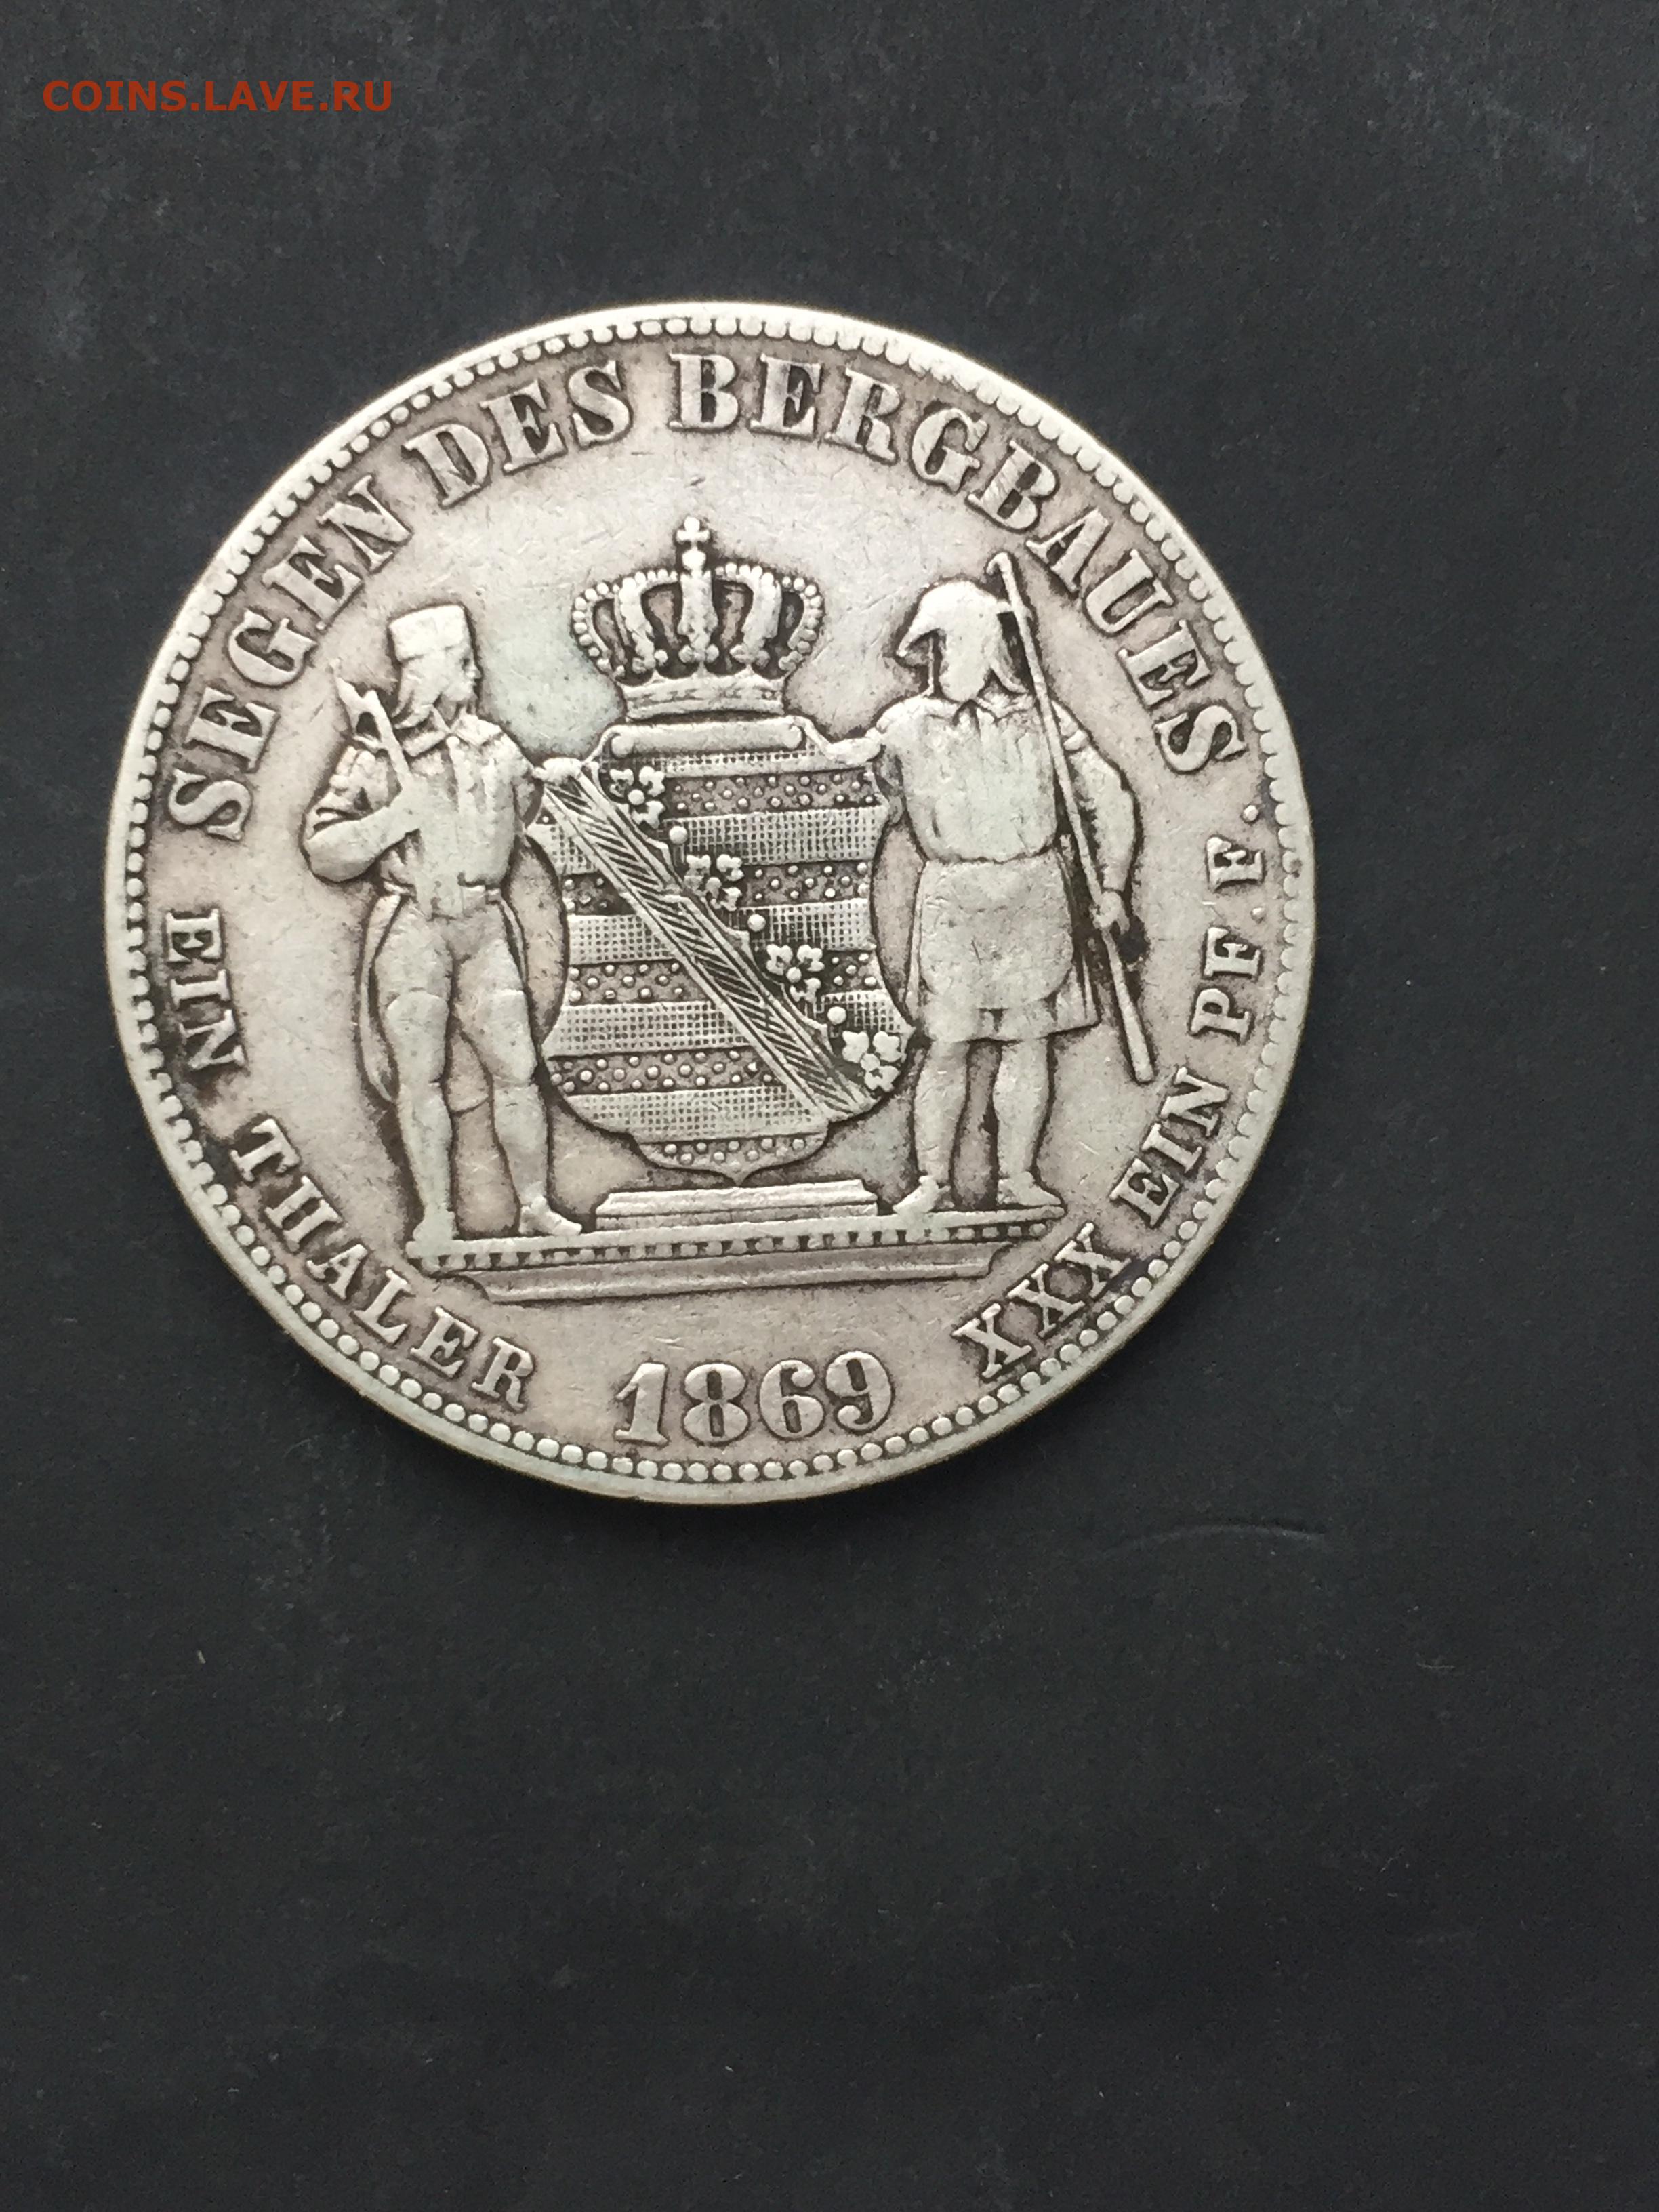 COINS.LAVE.RU
SEGEN DES BERGBAUES
EIN THALER
XXX EIN PF. F.
1869